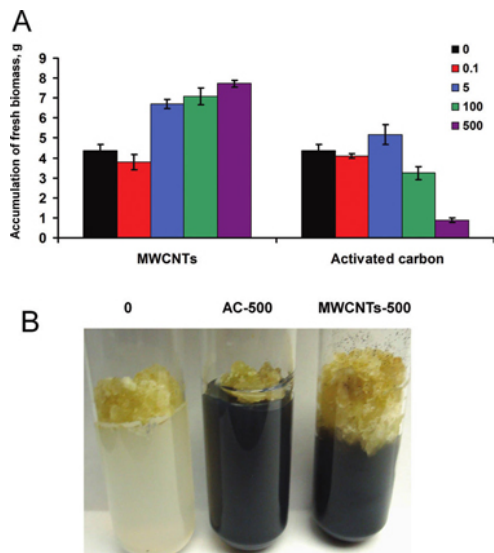 A
Accumulation of fresh biomass, g
9
8
7
6
5
4
3
2
1
0
0
0.1
5
100
500
MWCNTs
Activated carbon
B
0
AC-500
MWCNTs-500